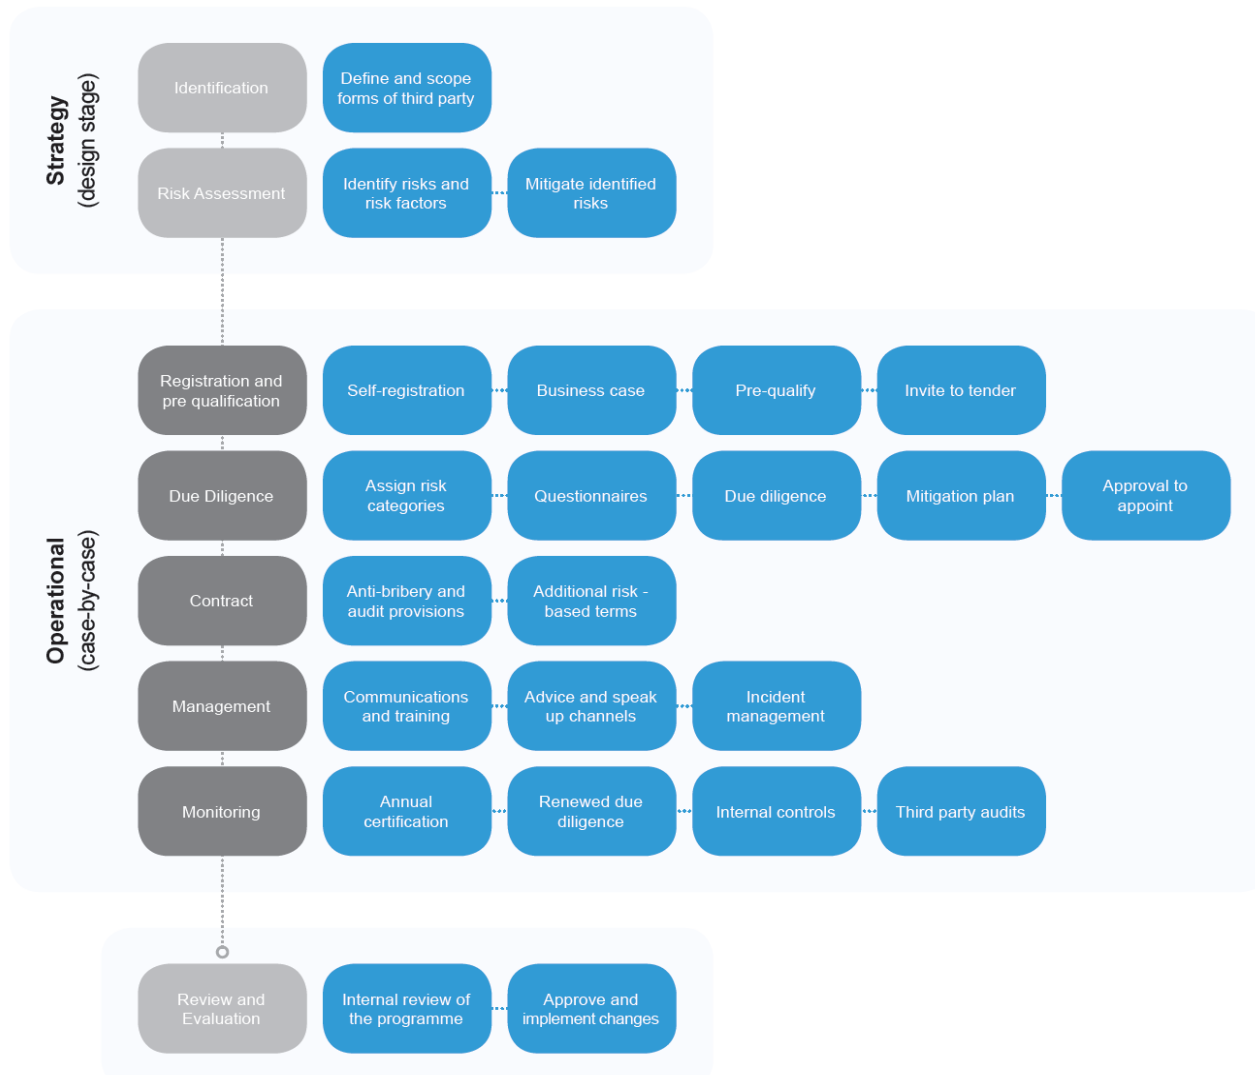 Strategy
(design stage)
Identification
Define and scope
forms of third party
Risk Assessment
Identify risks and
risk factors
Mitigate identified
risks
Operational
(case-by-case)
Registration and
pre qualification
Self-registration
Business case
Pre-qualify
Invite to tender
Due Diligence
Assign risk
categories
Questionnaires
Due diligence
Mitigation plan
Approval to
appoint
Contract
Anti-bribery and
audit provisions
Additional risk -
based terms
Management
Communications
and training
Advice and speak
up channels
Incident
management
Monitoring
Annual
certification
Renewed due
diligence
Internal controls
Third party audits
Review and
Evaluation
Internal review of
the programme
Approve and
implement changes